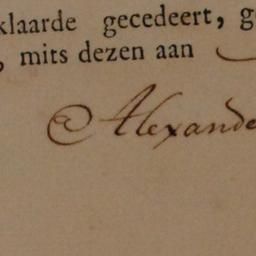 klaarde gecedeert, g
, mits dezen aan
Alexande